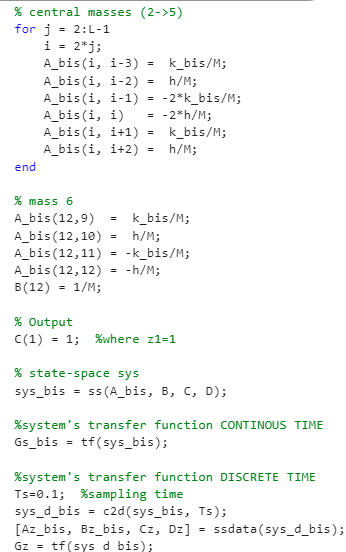 % central masses (2->5)
for j = 2:L-1
    i = 2*j;
    A_bis(i, i-3) =  k_bis/M;
    A_bis(i, i-2) =  h/M;
    A_bis(i, i-1) = -2*k_bis/M;
    A_bis(i, i)   = -2*h/M;
    A_bis(i, i+1) =  k_bis/M;
    A_bis(i, i+2) =  h/M;
end
% mass 6
A_bis(12,9)  =  k_bis/M;
A_bis(12,10) =  h/M;
A_bis(12,11) = -k_bis/M;
A_bis(12,12) = -h/M;
B(12) = 1/M;
% Output
C(1) = 1;  %where z1=1
% state-space sys
sys_bis = ss(A_bis, B, C, D);
%system's transfer function CONTINOUS TIME
Gs_bis = tf(sys_bis);
%system's transfer function DISCRETE TIME
Ts=0.1;  %sampling time
sys_d_bis = c2d(sys_bis, Ts);
[Az_bis, Bz_bis, Cz, Dz] = ssdata(sys_d_bis);
Gz = tf(sys_d_bis);